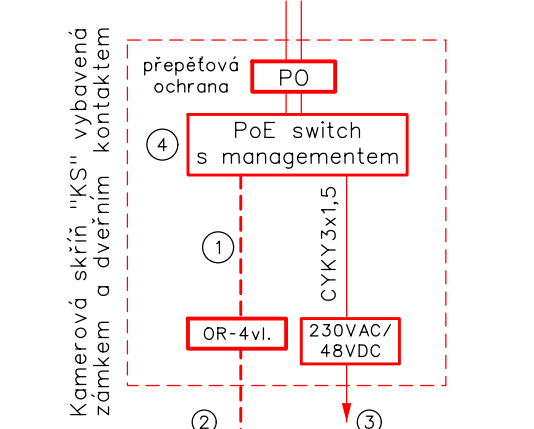 Kamerová skříň "KS" vybavená
zámkem a dveřním kontaktem
přepěťová
ochrana
PO
PoE switch
s managementem
4
1
CYKY3x1,5
OR-4vl.
230VAC/
48VDC
2
3